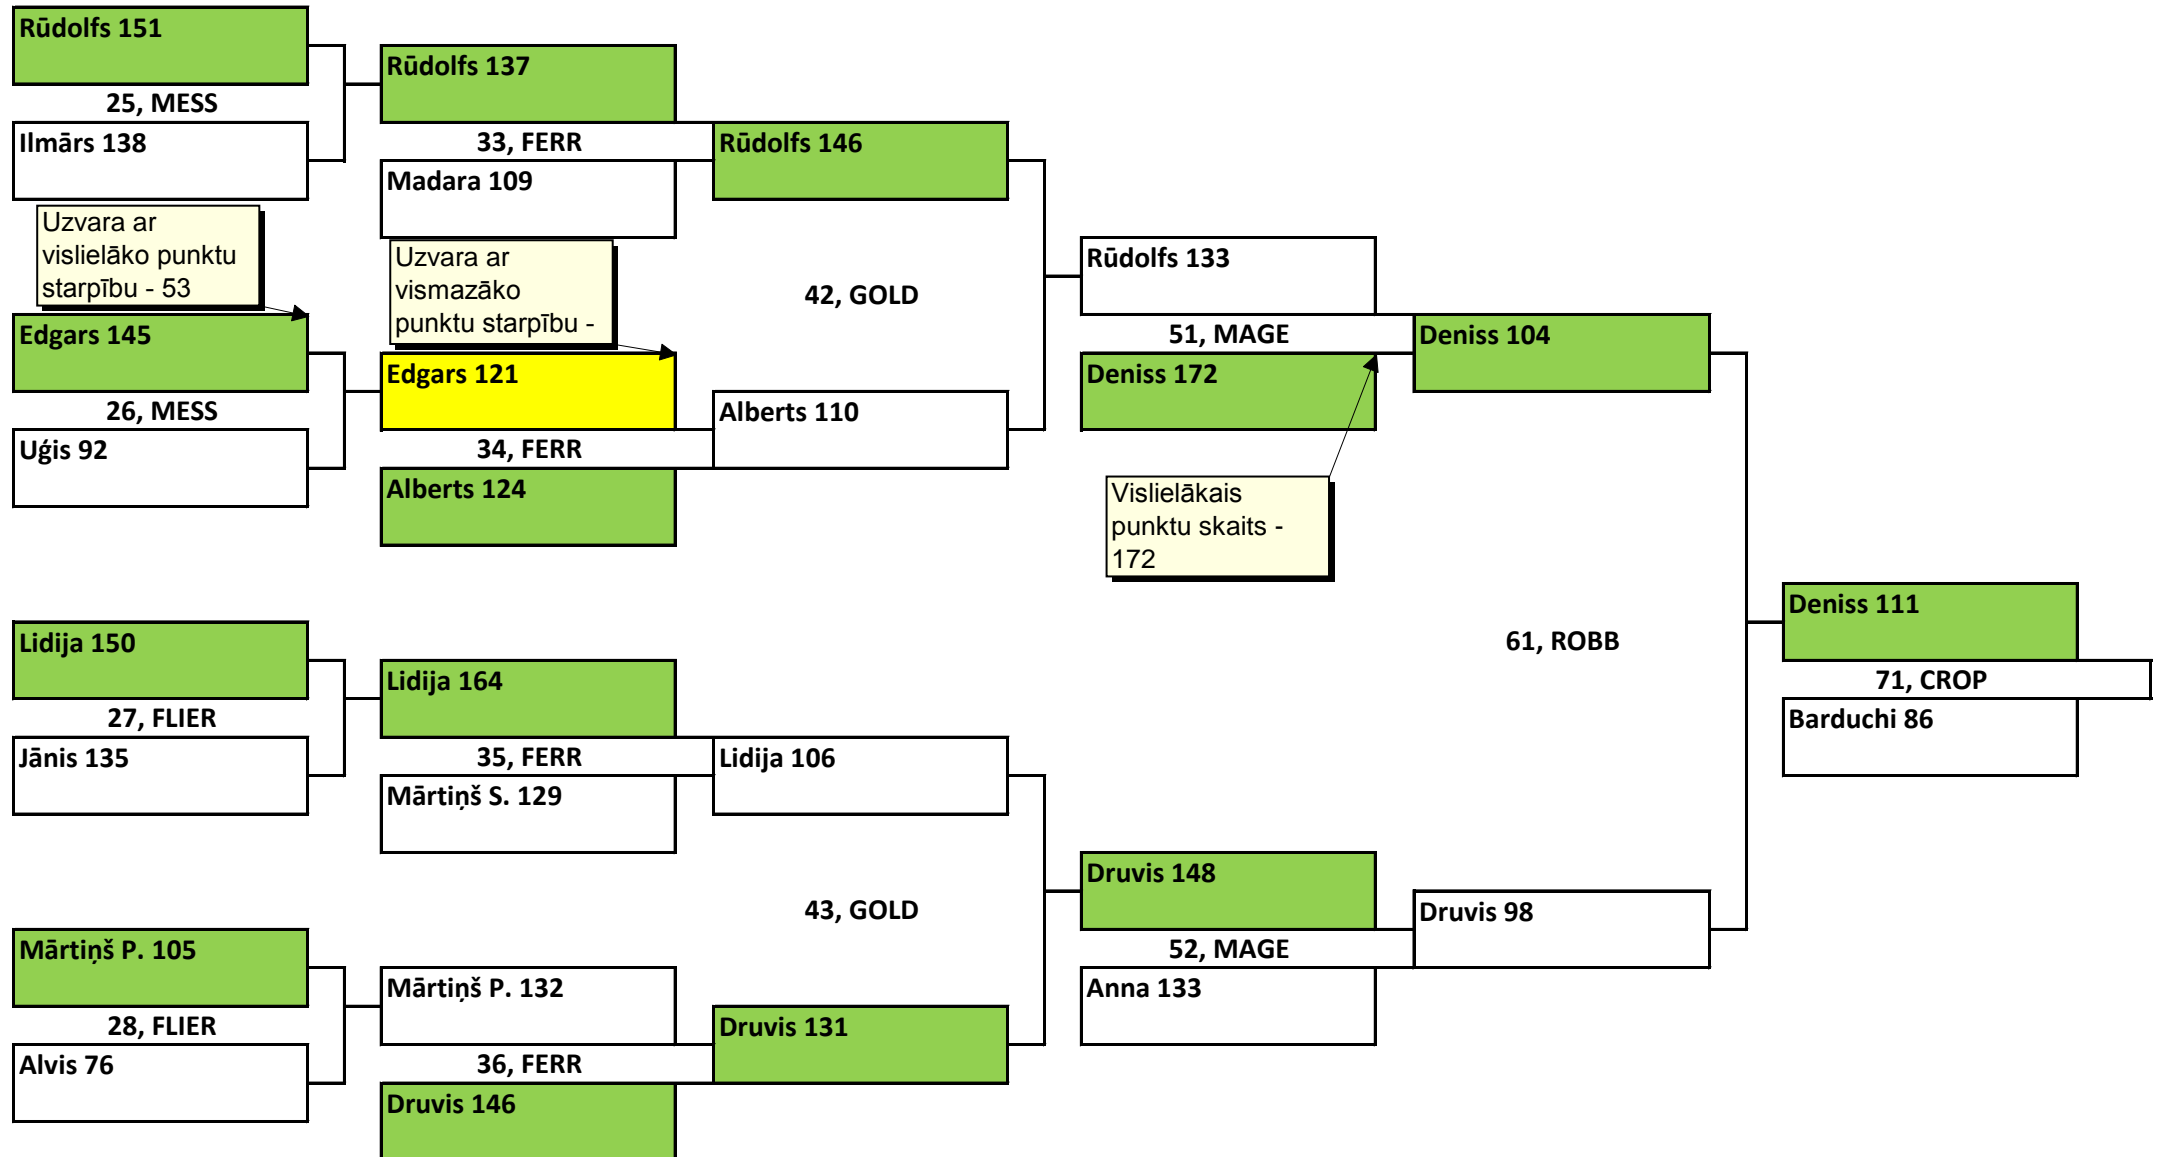 Rūdolfs 151
25, MESS
Ilmārs 138
Uzvara ar
vislielāko punktu
starpību - 53
Edgars 145
26, MESS
Uģis 92
Lidija 150
27, FLIER
Jānis 135
Mārtiņš P. 105
28, FLIER
Alvis 76
Rūdolfs 137
33, FERR
Madara 109
Uzvara ar
vismazāko
punktu starpību -
Edgars 121
34, FERR
Alberts 124
Lidija 164
35, FERR
Mārtiņš S. 129
Mārtiņš P. 132
36, FERR
Druvis 146
Rūdolfs 146
42, GOLD
Alberts 110
Lidija 106
43, GOLD
Druvis 131
Rūdolfs 133
51, MAGE
Deniss 172
Vislielākais
punktu skaits -
172
Druvis 148
52, MAGE
Anna 133
Deniss 104
61, ROBB
Druvis 98
Deniss 111
71, CROP
Barduchi 86